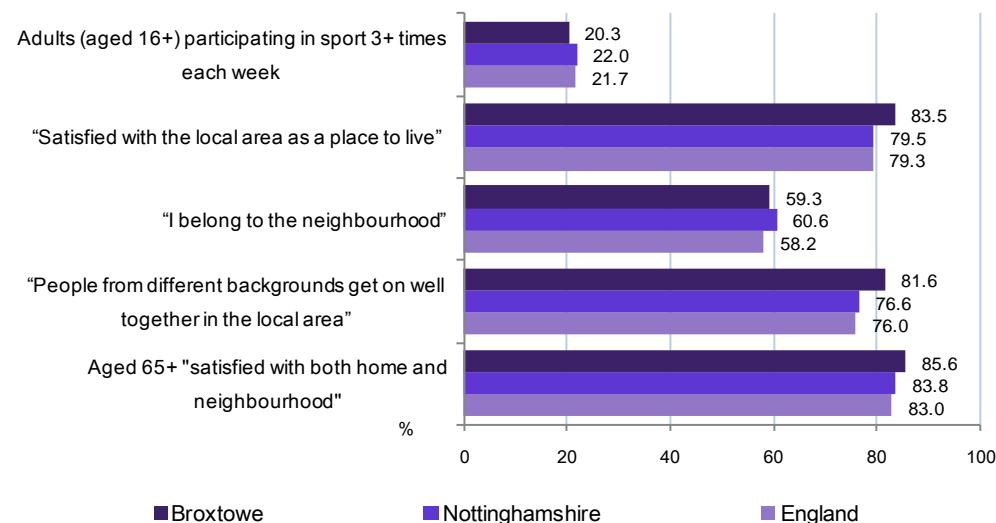 Adults (aged 16+) participating in sport 3+ times
each week
20.3
22.0
21.7
“Satisfied with the local area as a place to live”
83.5
79.5
79.3
“I belong to the neighbourhood”
59.3
60.6
58.2
“People from different backgrounds get on well
together in the local area”
81.6
76.6
76.0
Aged 65+ "satisfied with both home and
neighbourhood"
85.6
83.8
83.0
%
0 20 40 60 80 100
Broxtowe Nottinghamshire England